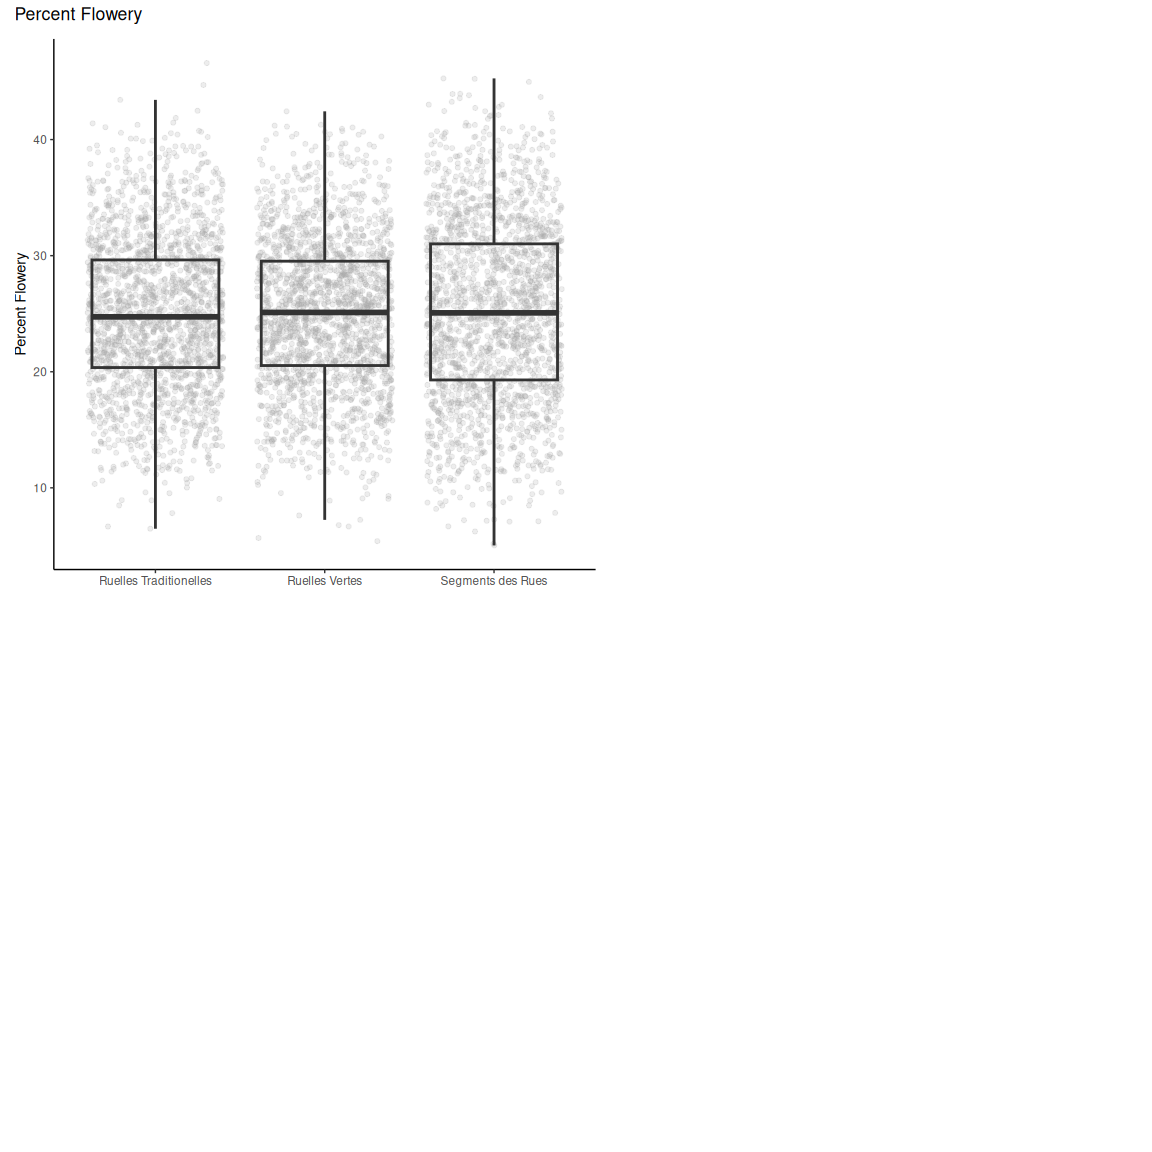 Percent Flowery
Percent Flowery
40
30
20
10
Ruelles Traditionelles
Ruelles Vertes
Segments des Rues